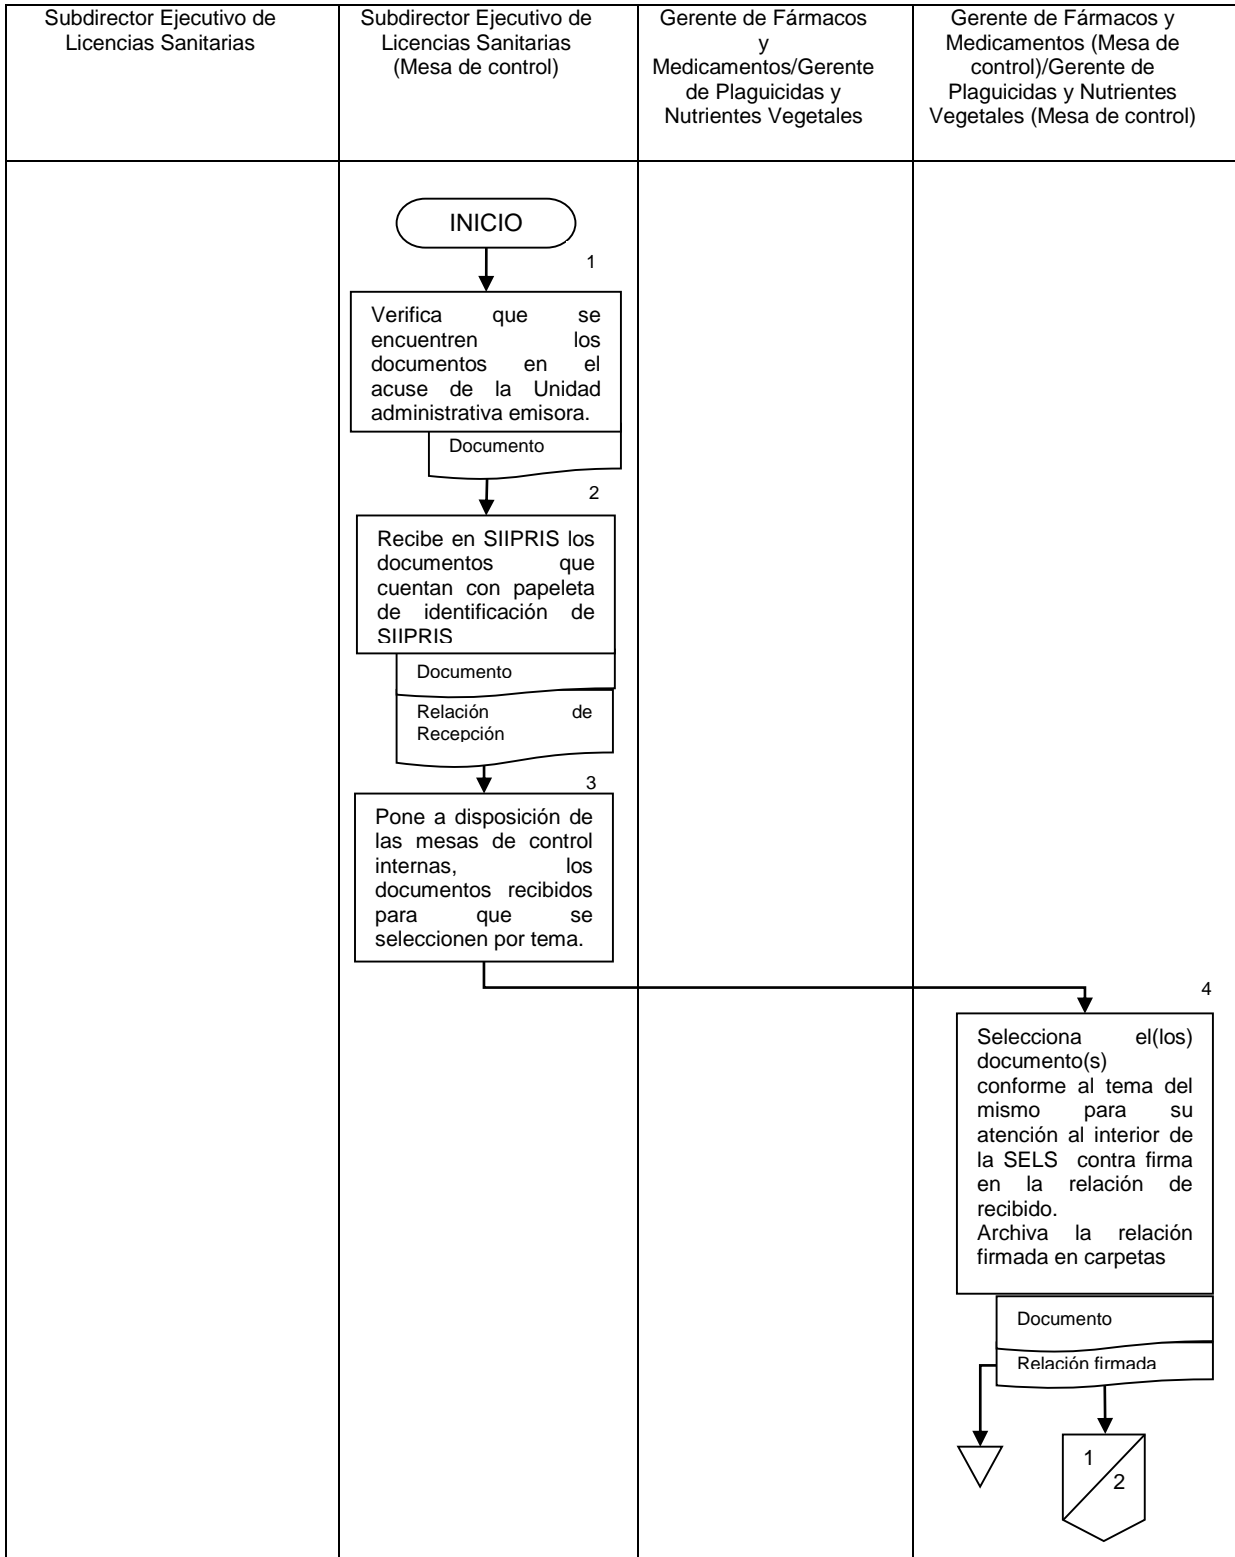 Subdirector Ejecutivo de
Licencias Sanitarias
Subdirector Ejecutivo de
Licencias Sanitarias
(Mesa de control)
Gerente de Fármacos
y
Medicamentos/Gerente
de Plaguicidas y
Nutrientes Vegetales
Gerente de Fármacos y
Medicamentos (Mesa de
control)/Gerente de
Plaguicidas y Nutrientes
Vegetales (Mesa de control)
INICIO
1
Verifica que se
encuentren los
documentos en el
acuse de la Unidad
administrativa emisora.
Documento
2
Recibe en SIIPRIS los
documentos que
cuentan con papeleta
de identificación de
SIIPRIS
Documento
Relación de
Recepción
3
Pone a disposición de
las mesas de control
internas, los
documentos recibidos
para que se
seleccionen por tema.
4
Selecciona el(los)
documento(s)
conforme al tema del
mismo para su
atención al interior de
la SELS contra firma
en la relación de
recibido.
Archiva la relación
firmada en carpetas
Documento
Relación firmada
1
2